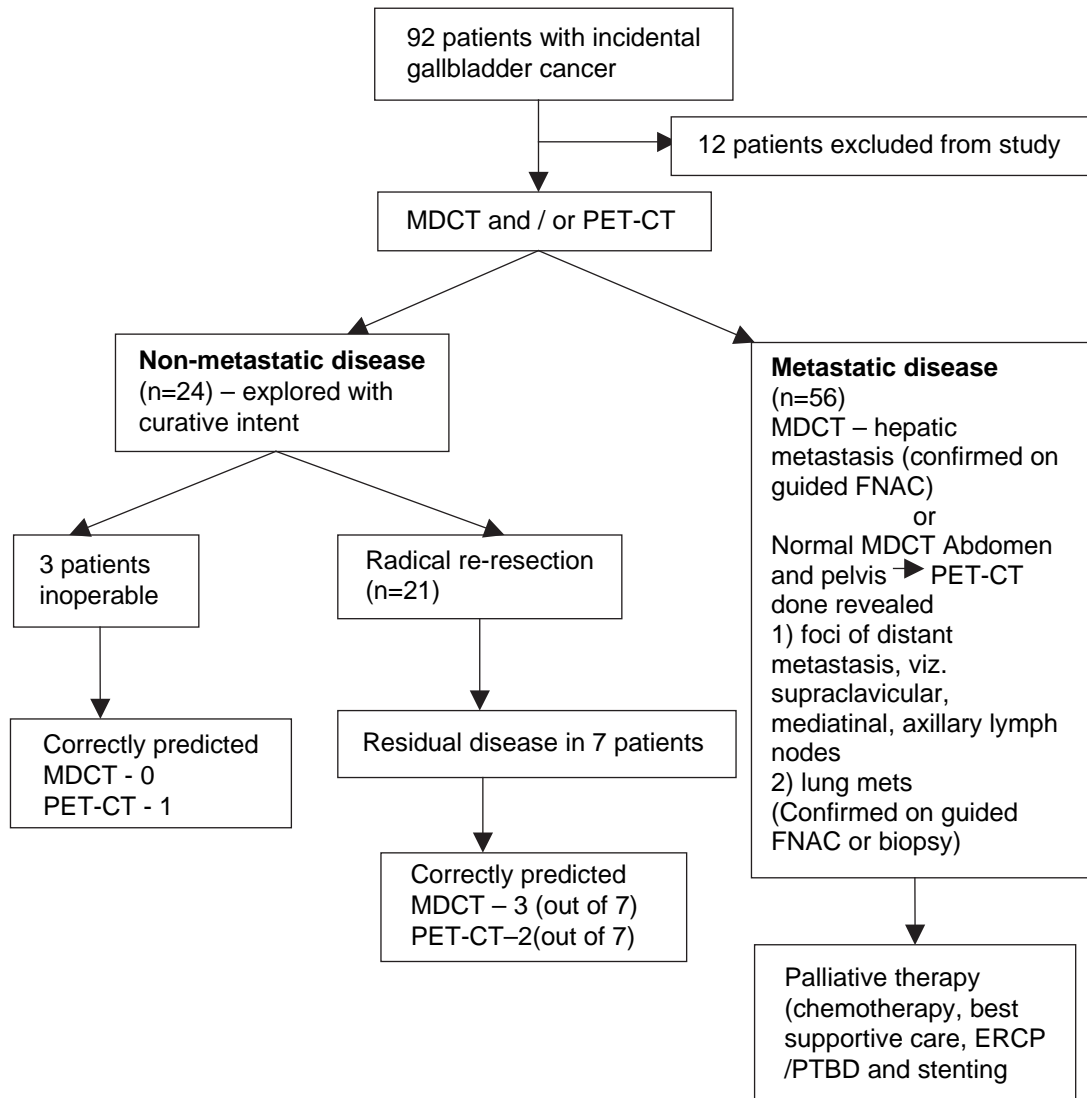 92 patients with incidental
gallbladder cancer
12 patients excluded from study
MDCT and / or PET-CT
Non-metastatic disease
(n=24) – explored with
curative intent
Metastatic disease
(n=56)
MDCT – hepatic
metastasis (confirmed on
guided FNAC)
or
Normal MDCT Abdomen
and pelvis PET-CT
done revealed
1) foci of distant
metastasis, viz.
supraclavicular,
mediatinal, axillary lymph
nodes
2) lung mets
(Confirmed on guided
FNAC or biopsy)
3 patients
inoperable
Radical re-resection
(n=21)
Correctly predicted
MDCT - 0
PET-CT - 1
Residual disease in 7 patients
Correctly predicted
MDCT – 3 (out of 7)
PET-CT–2(out of 7)
Palliative therapy
(chemotherapy, best
supportive care, ERCP
/PTBD and stenting